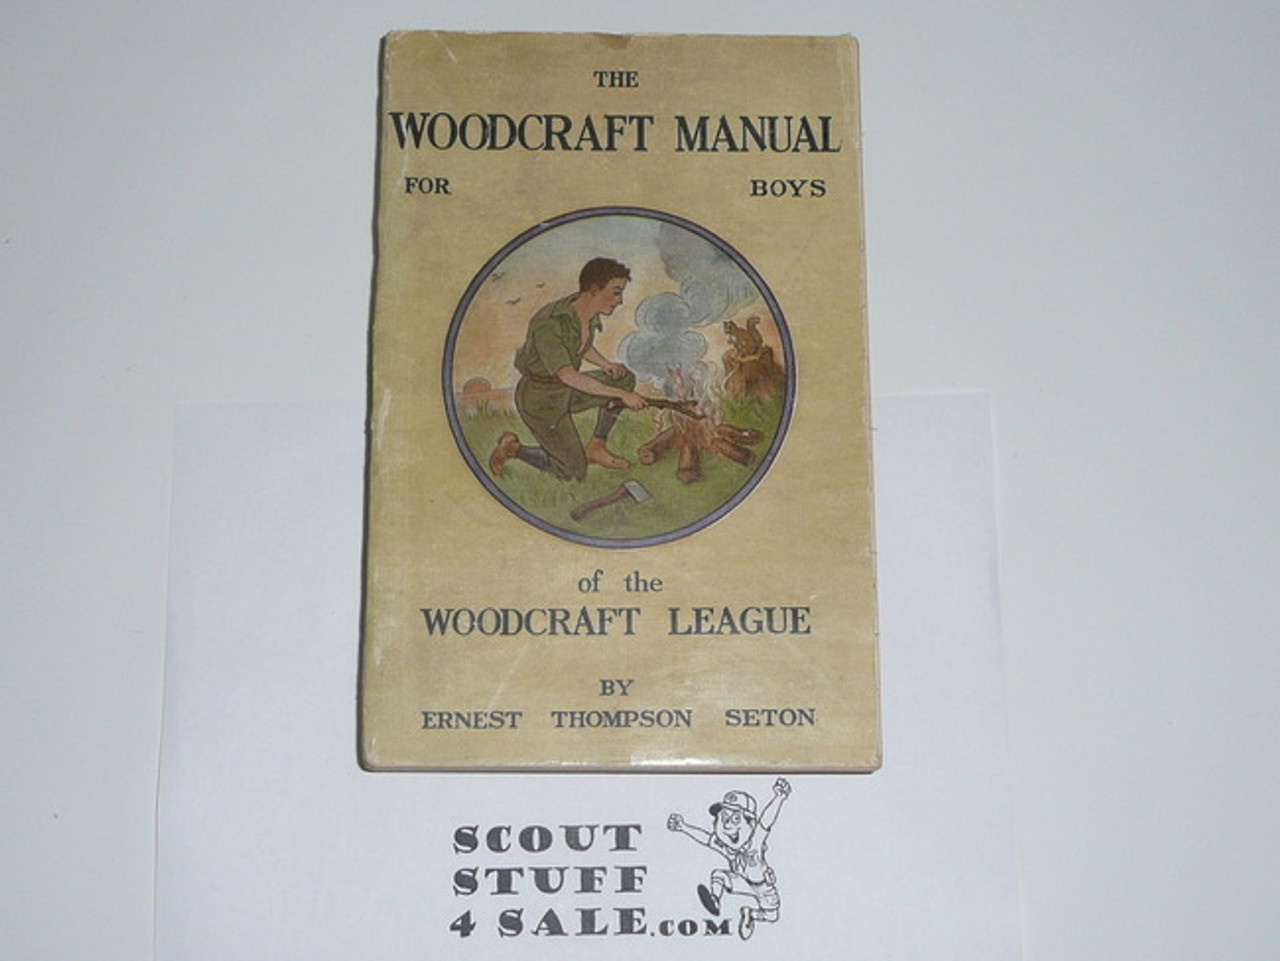 THE
WOODCRAFT MANUAL
FOR BOYS
of the
WOODCRAFT LEAGUE
BY
ERNEST THOMPSON SETON
SCOUT
STUFF
4 SALE.COM